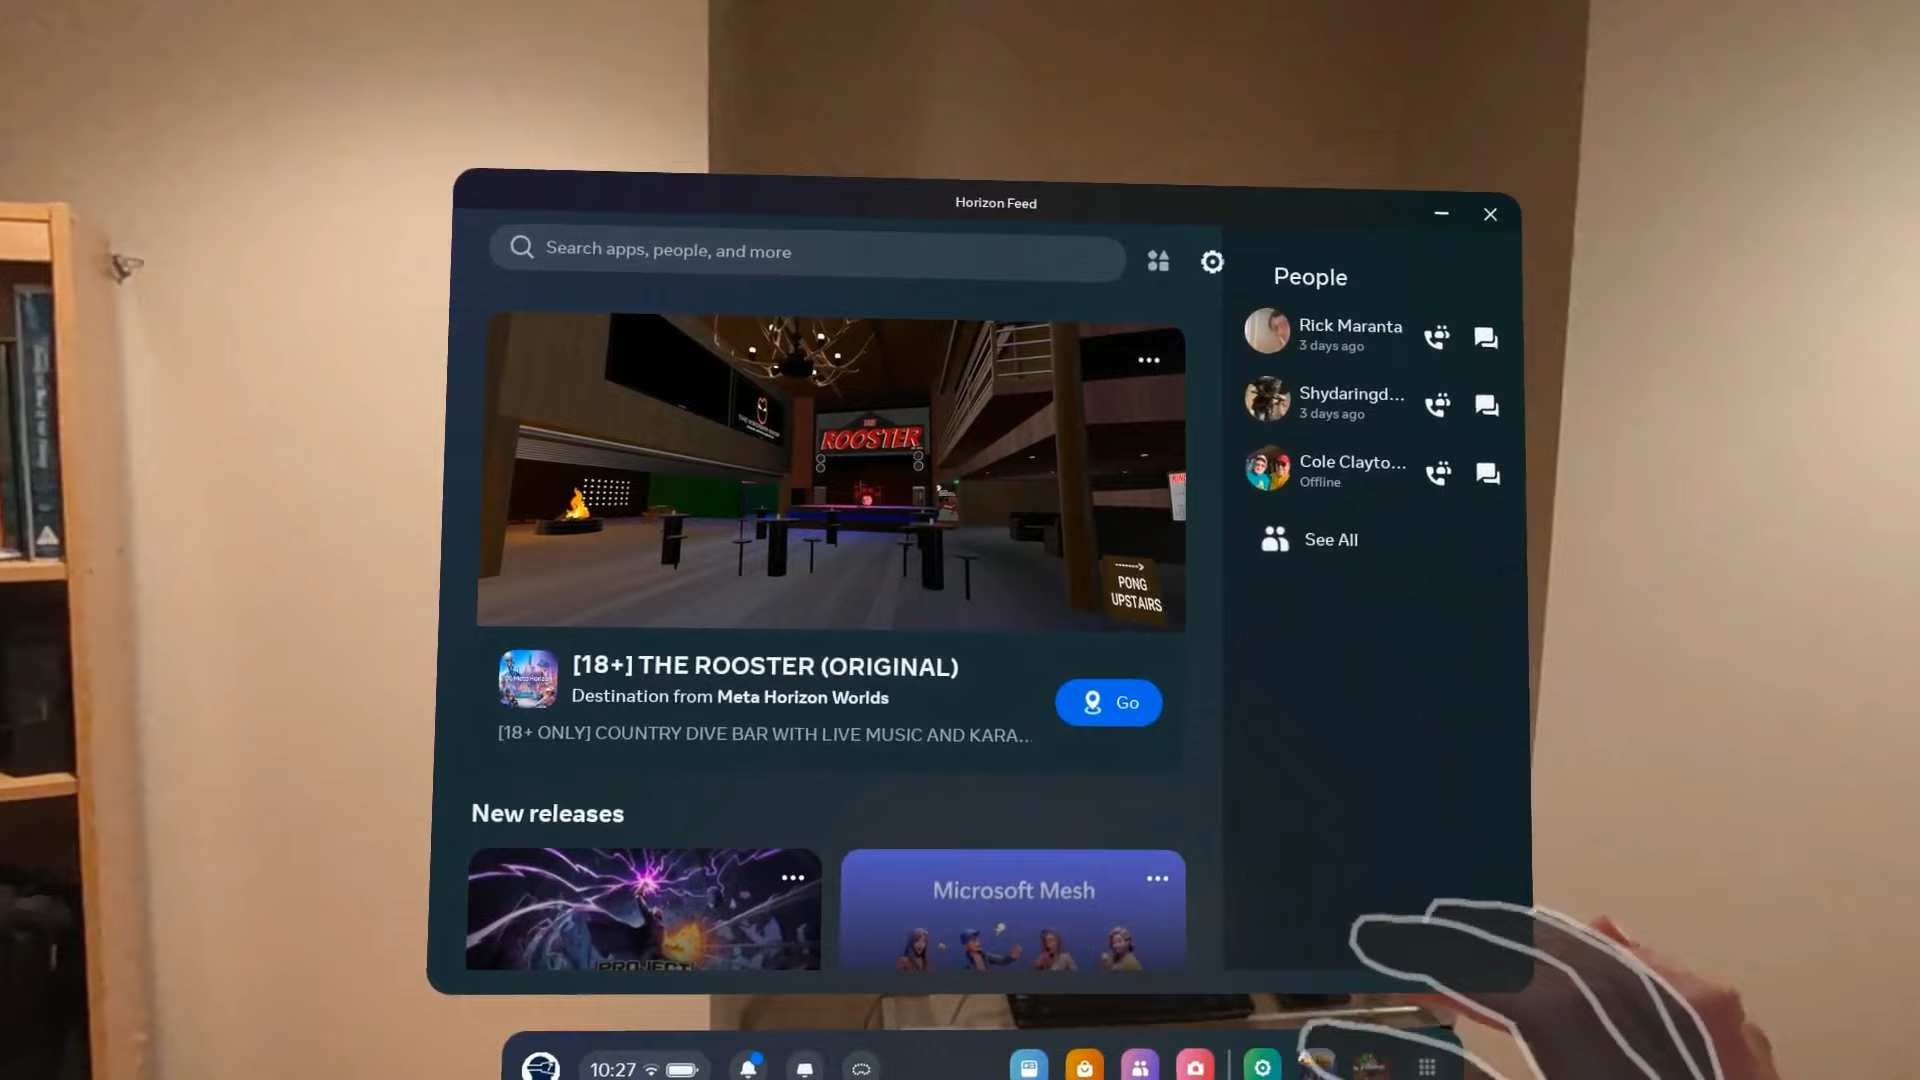 Horizon Feed
Search apps, people, and more
People
Rick Maranta
3 days ago
Shydaringd...
3 days ago
Cole Clayto...
Offline
See All
THE
ROOSTER
PONG
UPSTAIRS
[18+] THE ROOSTER (ORIGINAL)
Destination from Meta Horizon Worlds
[18+ ONLY] COUNTRY DIVE BAR WITH LIVE MUSIC AND KARA...
Go
New releases
Microsoft Mesh
10:27